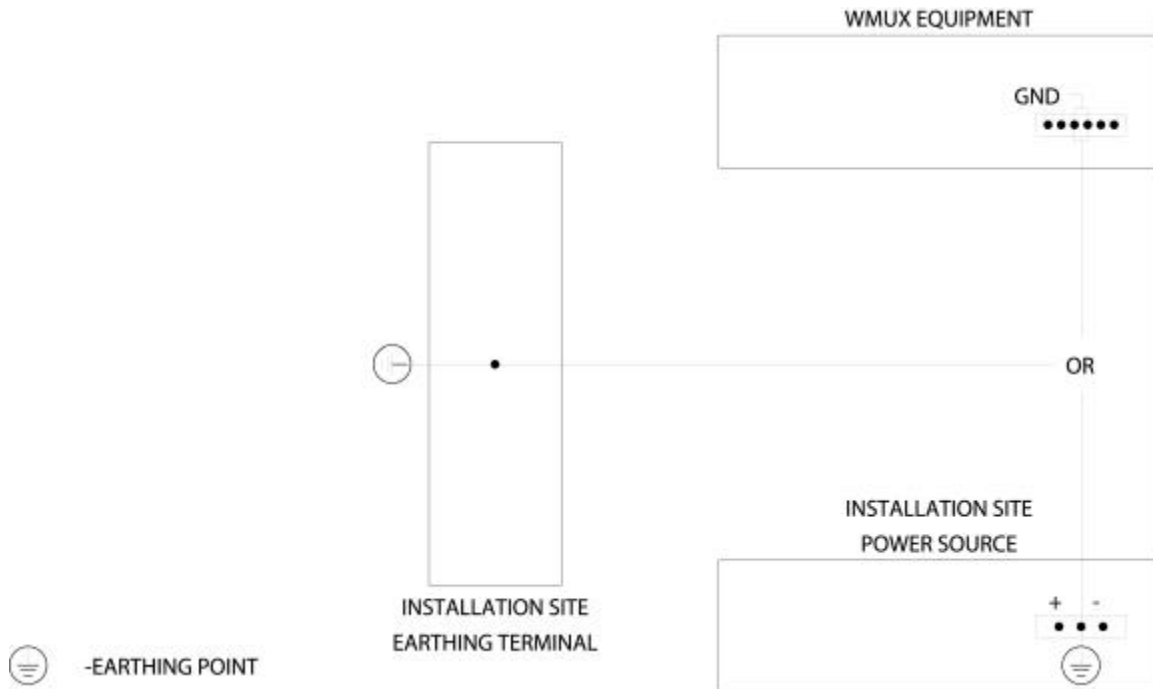 WMUX EQUIPMENT
GND
OR
INSTALLATION SITE
POWER SOURCE
+ -
INSTALLATION SITE
EARTHING TERMINAL
-EARTHING POINT